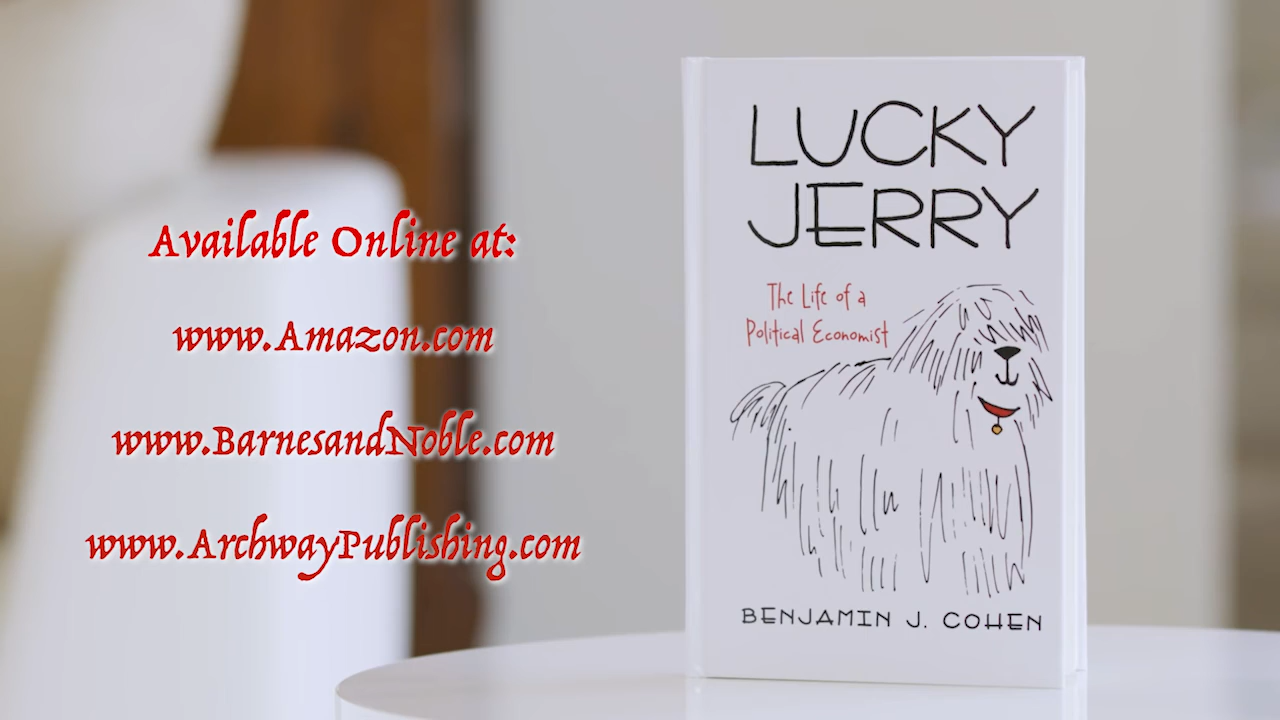 Available Online at:
www.Amazon.com
www.BarnesandNoble.com
www.ArchwayPublishing.com
LUCKY
JERRY
The Life of a
Political Economist
BENJAMIN J. COHEN